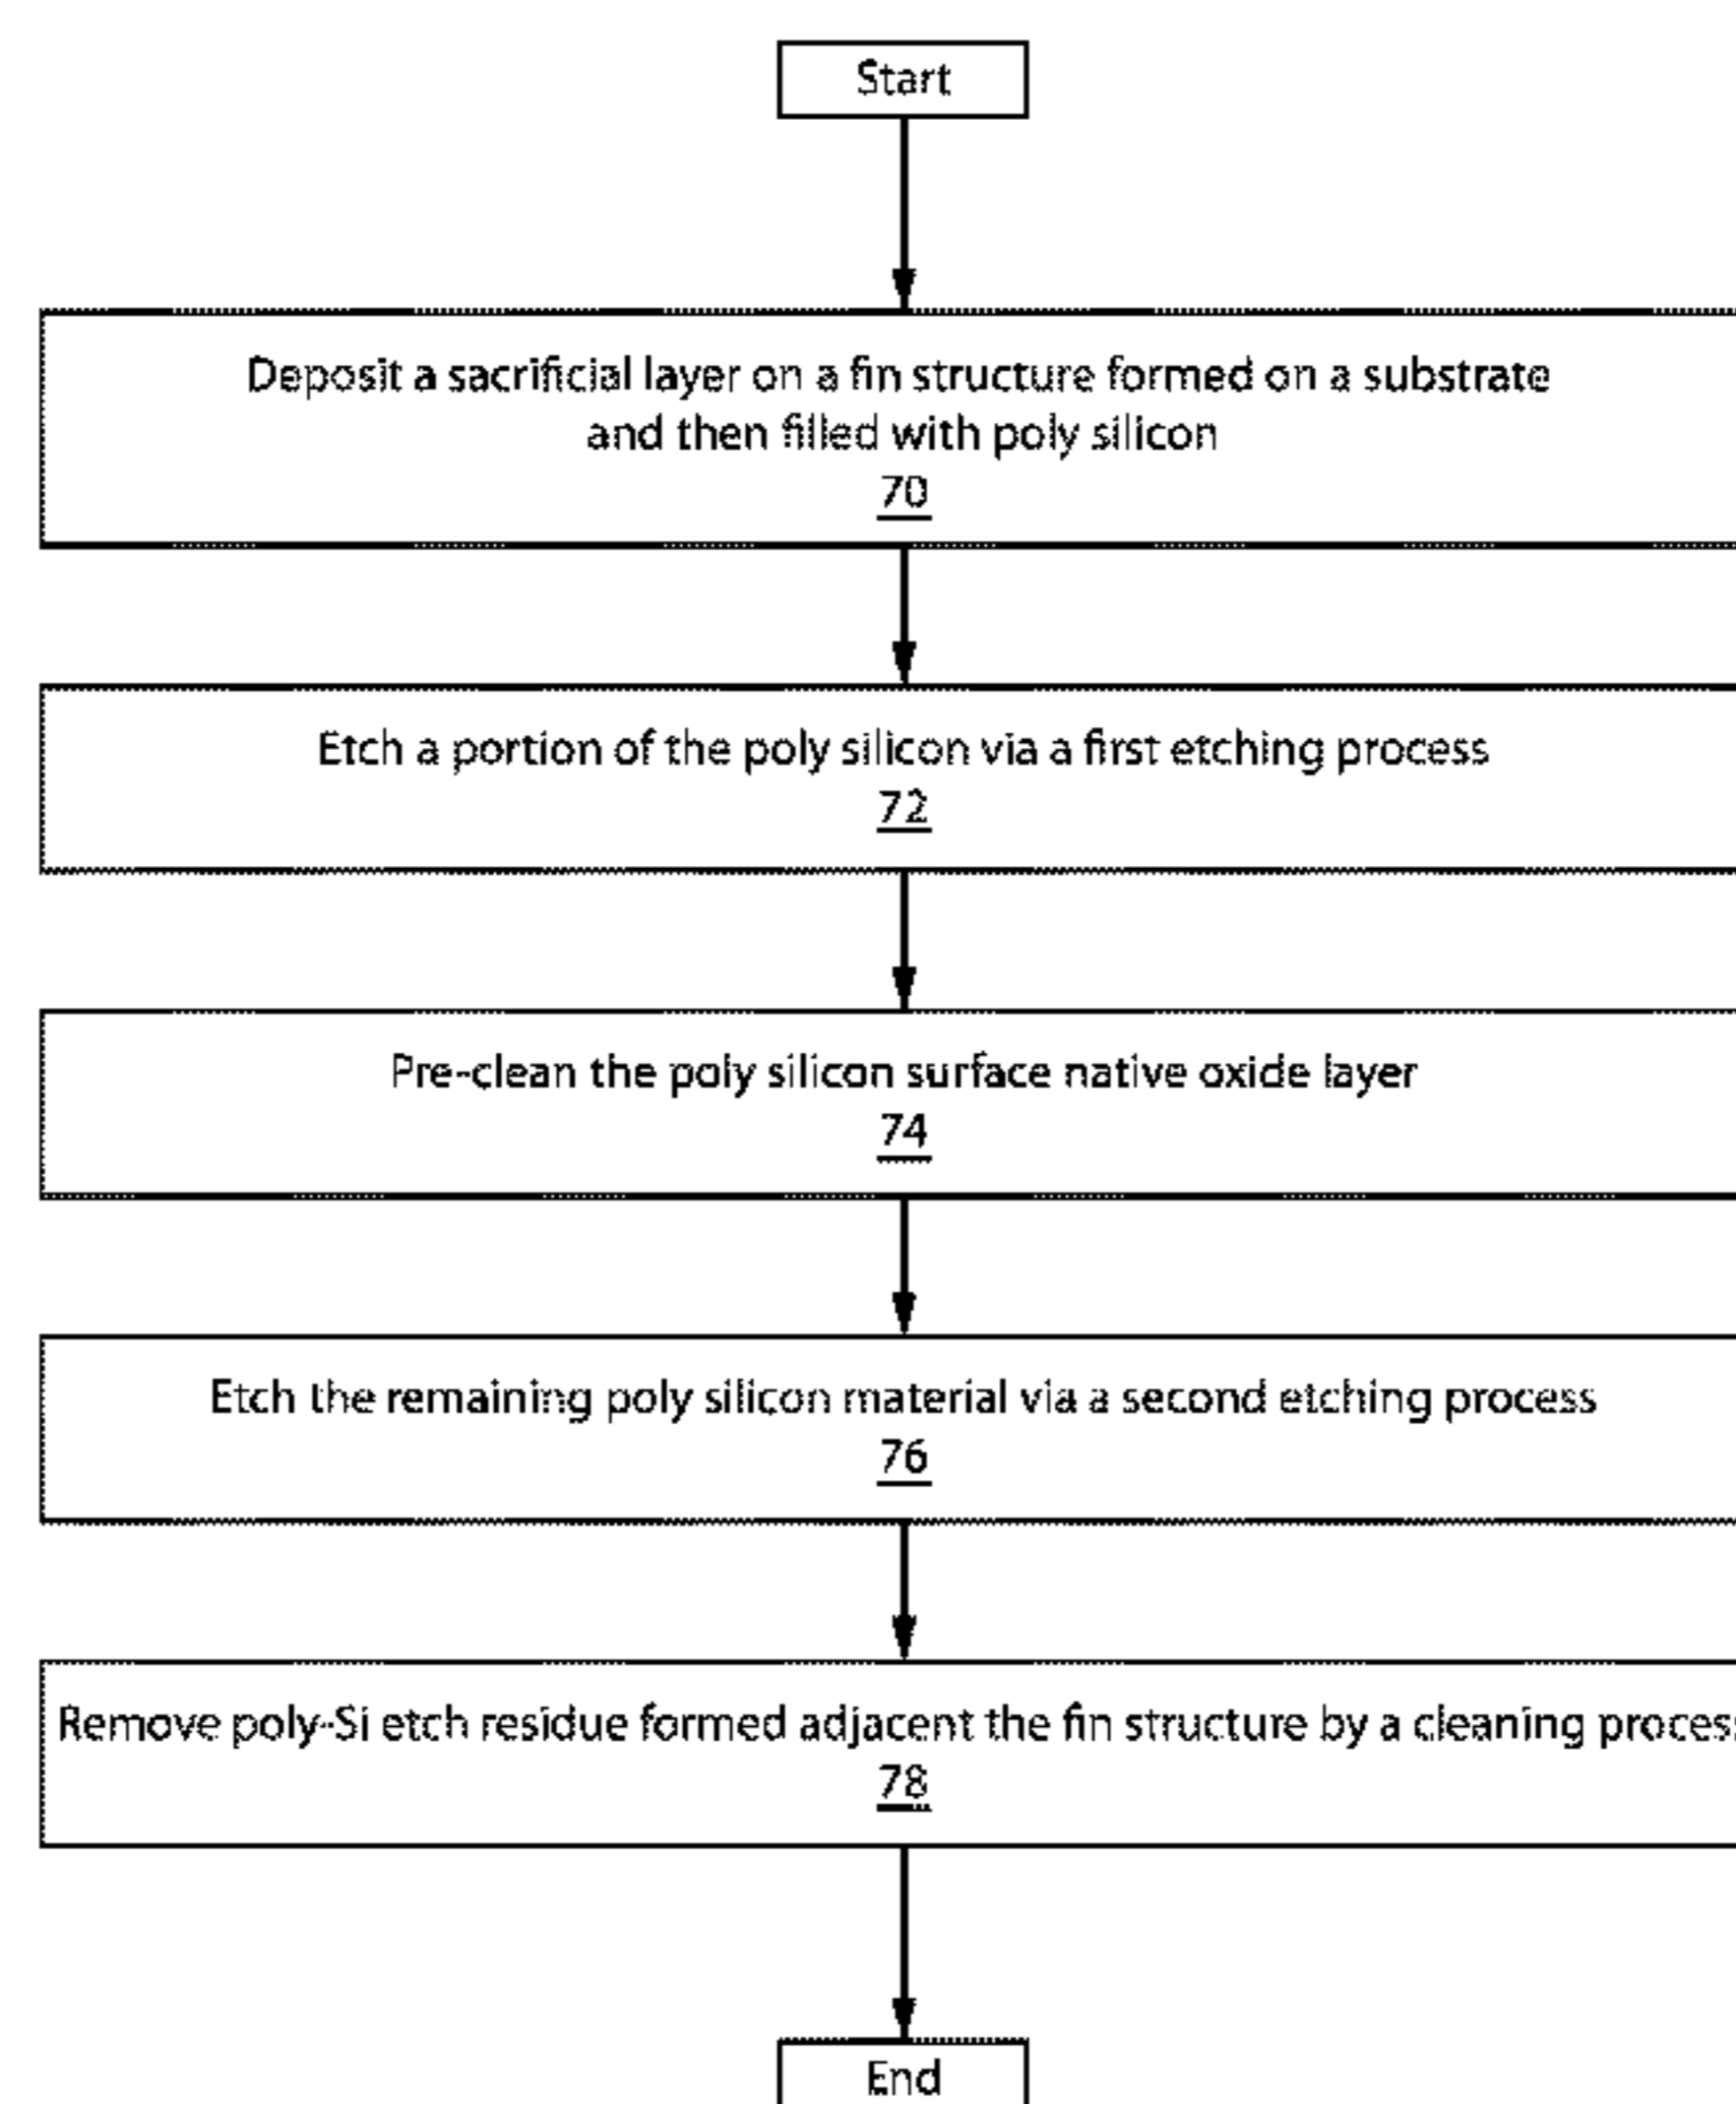 Start
Deposit a sacrificial layer on a fin structure formed on a substrate
and then filled with poly silicon
70
Etch a portion of the poly silicon via a first etching process
72
Pre-clean the poly silicon surface native oxide layer
74
Etch the remaining poly silicon material via a second etching process
76
Remove poly-Si etch residue formed adjacent the fin structure by a cleaning process
78
End